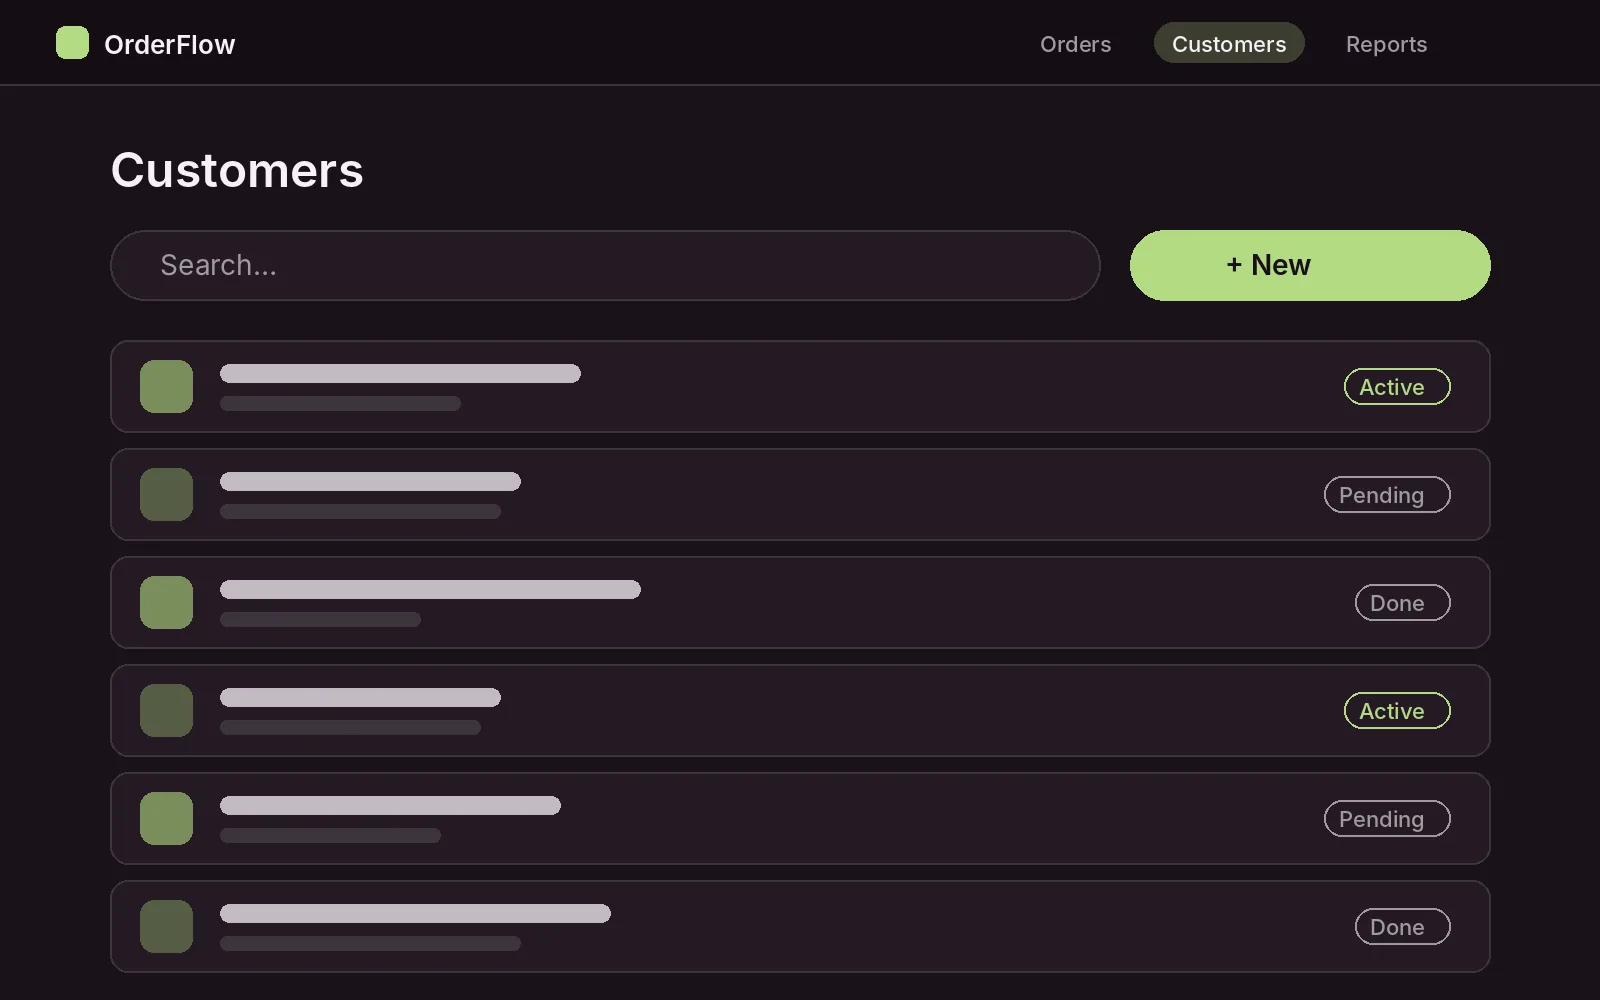 OrderFlow
Orders
Customers
Reports
Customers
Search...
+ New
Active
Pending
Done
Active
Pending
Done